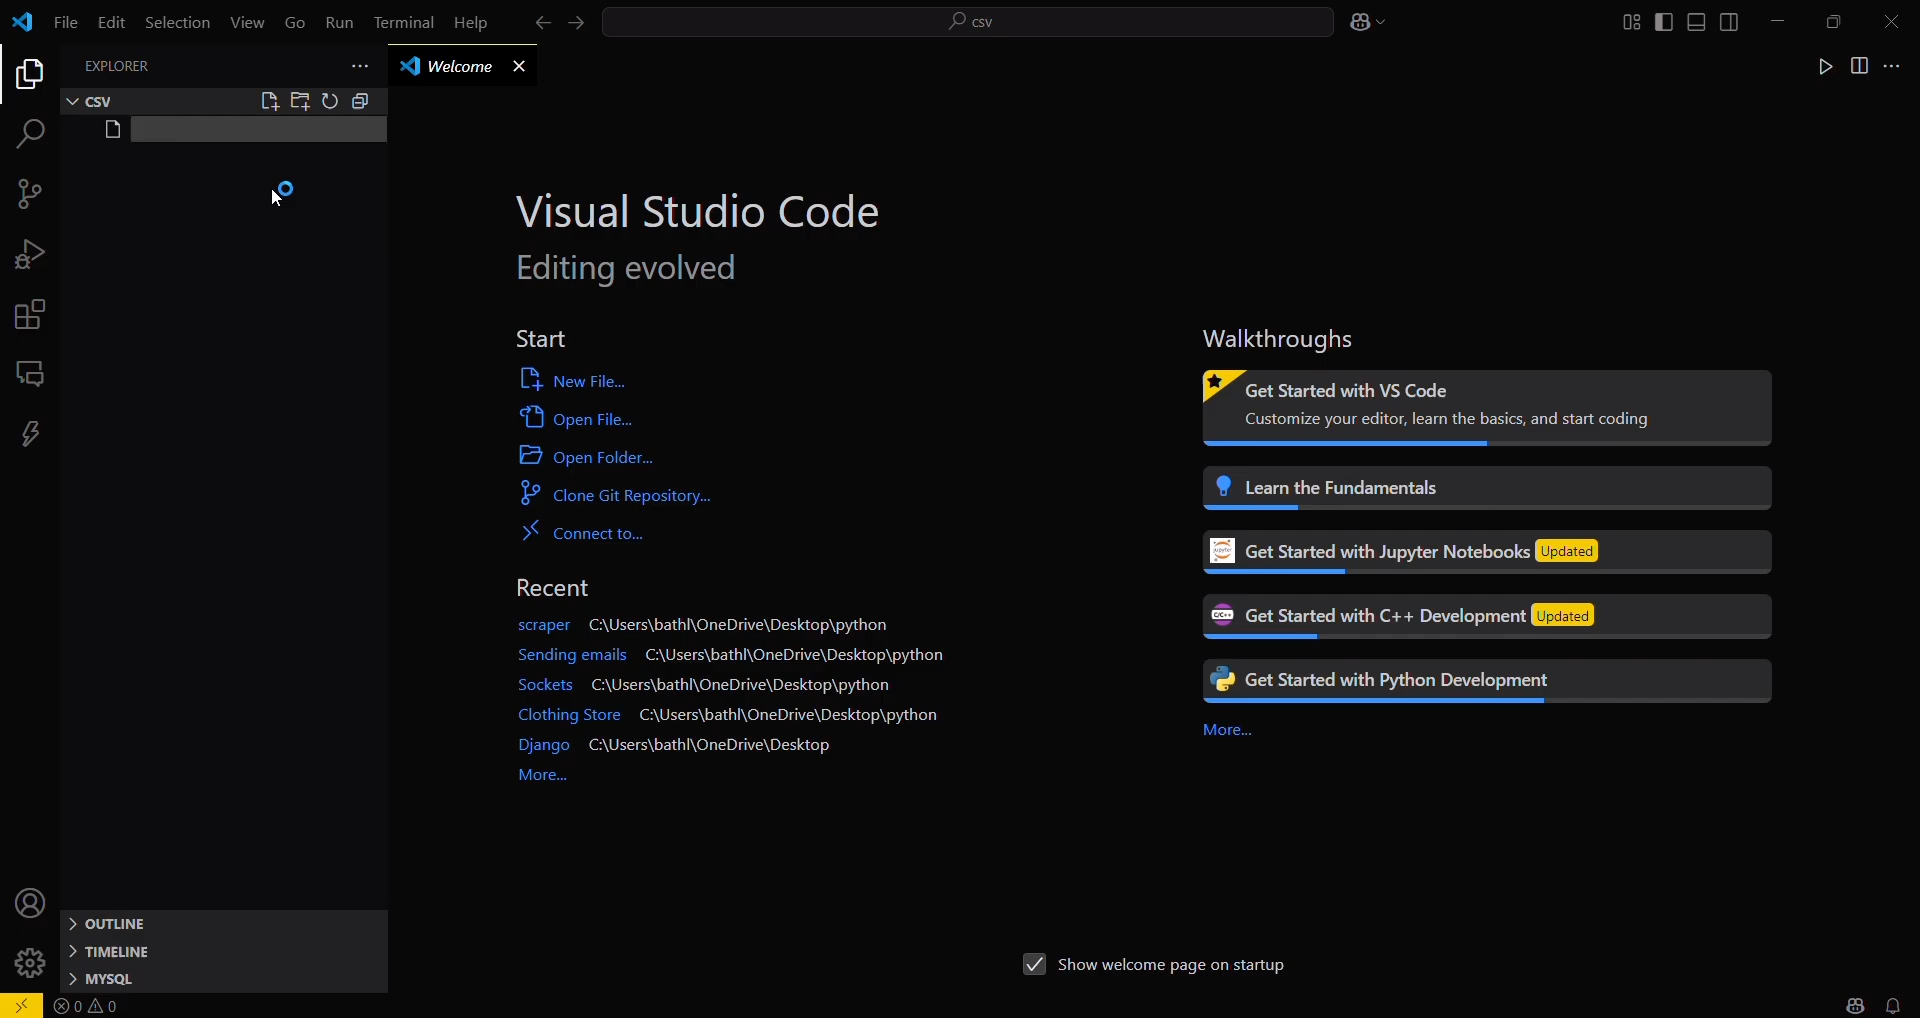 File Edit Selection View Go Run Terminal Help
csv
EXPLORER
Welcome
CSV
Visual Studio Code
Editing evolved
Start
New File...
Open File...
Open Folder...
Clone Git Repository...
Connect to...
Recent
scraper C:\Users\bathl\OneDrive\Desktop\python
Sending emails C:\Users\bathl\OneDrive\Desktop\python
Sockets C:\Users\bathl\OneDrive\Desktop\python
Clothing Store C:\Users\bathl\OneDrive\Desktop\python
Django C:\Users\bathl\OneDrive\Desktop
More...
Walkthroughs
Get Started with VS Code
Customize your editor, learn the basics, and start coding
Learn the Fundamentals
Get Started with Jupyter Notebooks Updated
C/C++ Get Started with C++ Development Updated
Get Started with Python Development
More...
Show welcome page on startup
OUTLINE
TIMELINE
MYSQL
0 0